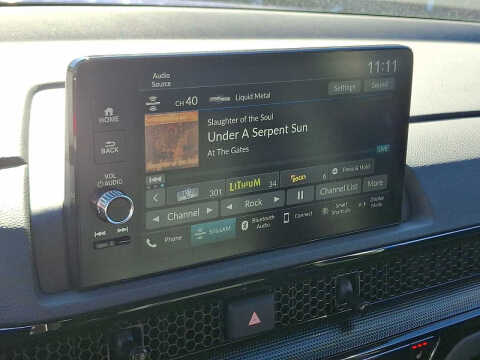 Audio
Source
11:11
CH 40
Liquid Metal
Settings
Sound
HOME
Slaughter of the Soul
Under A Serpent Sun
At The Gates
BACK
LIVE
VOL
AUDIO
301
LITHIUM 34
6
Press & Hold
Channel
Rock
Channel List
More
Phone
SiriusXM
Bluetooth
Audio
Connect
Smart
Shortcuts
Display
Mode